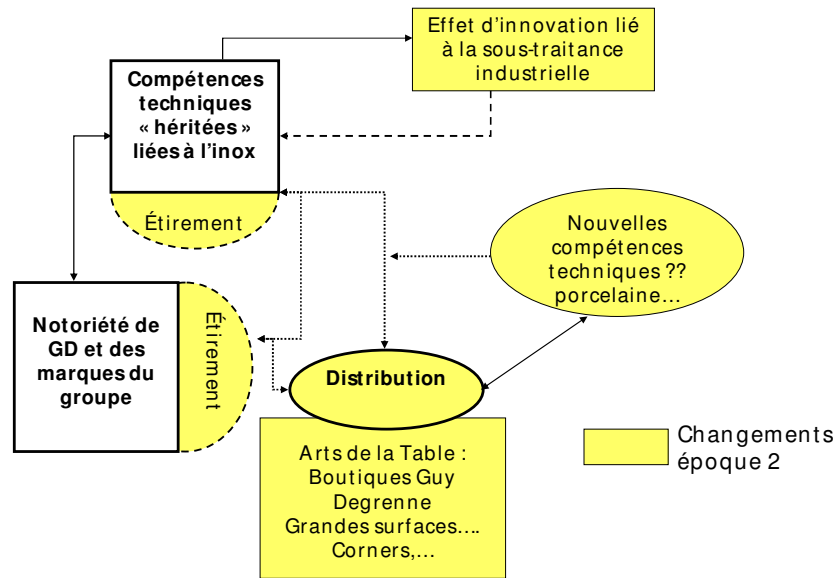 Effet d'innovation lié
à la sous-traitance
industrielle
Compétences
techniques
« héritées »
liées à l'inox
Étirement
Nouvelles
compétences
techniques ??
porcelaine…
Notoriété de
GD et des
marques du
groupe
Étirement
Distribution
Arts de la Table :
Boutiques Guy
Degrenne
Grandes surfaces….
Corners,…
Changements
époque 2